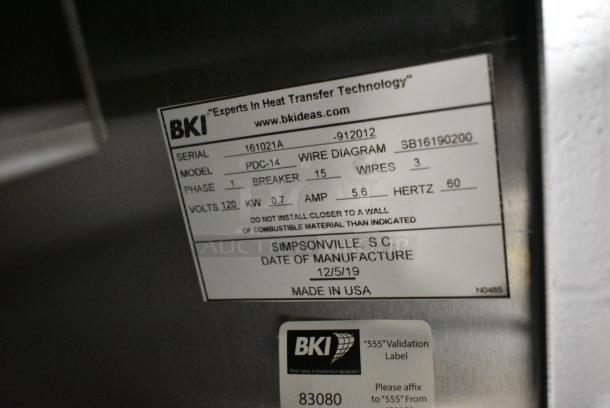 BKI "Experts In Heat Transfer Technology"
www.bkideas.com
SERIAL 161021A -912012
MODEL PDC-14 WIRE DIAGRAM SB16190200
PHASE 1 BREAKER 15 WIRES 3
VOLTS 120 KW 0.7 AMP 5.6 HERTZ 60
DO NOT INSTALL CLOSER TO A WALL
OF COMBUSTIBLE MATERIAL THAN INDICATED
SIMPSONVILLE, S.C.
DATE OF MANUFACTURE
12/5/19
MADE IN USA N0485
BKI "555" Validation
Label
83080 Please affix
to "555" From